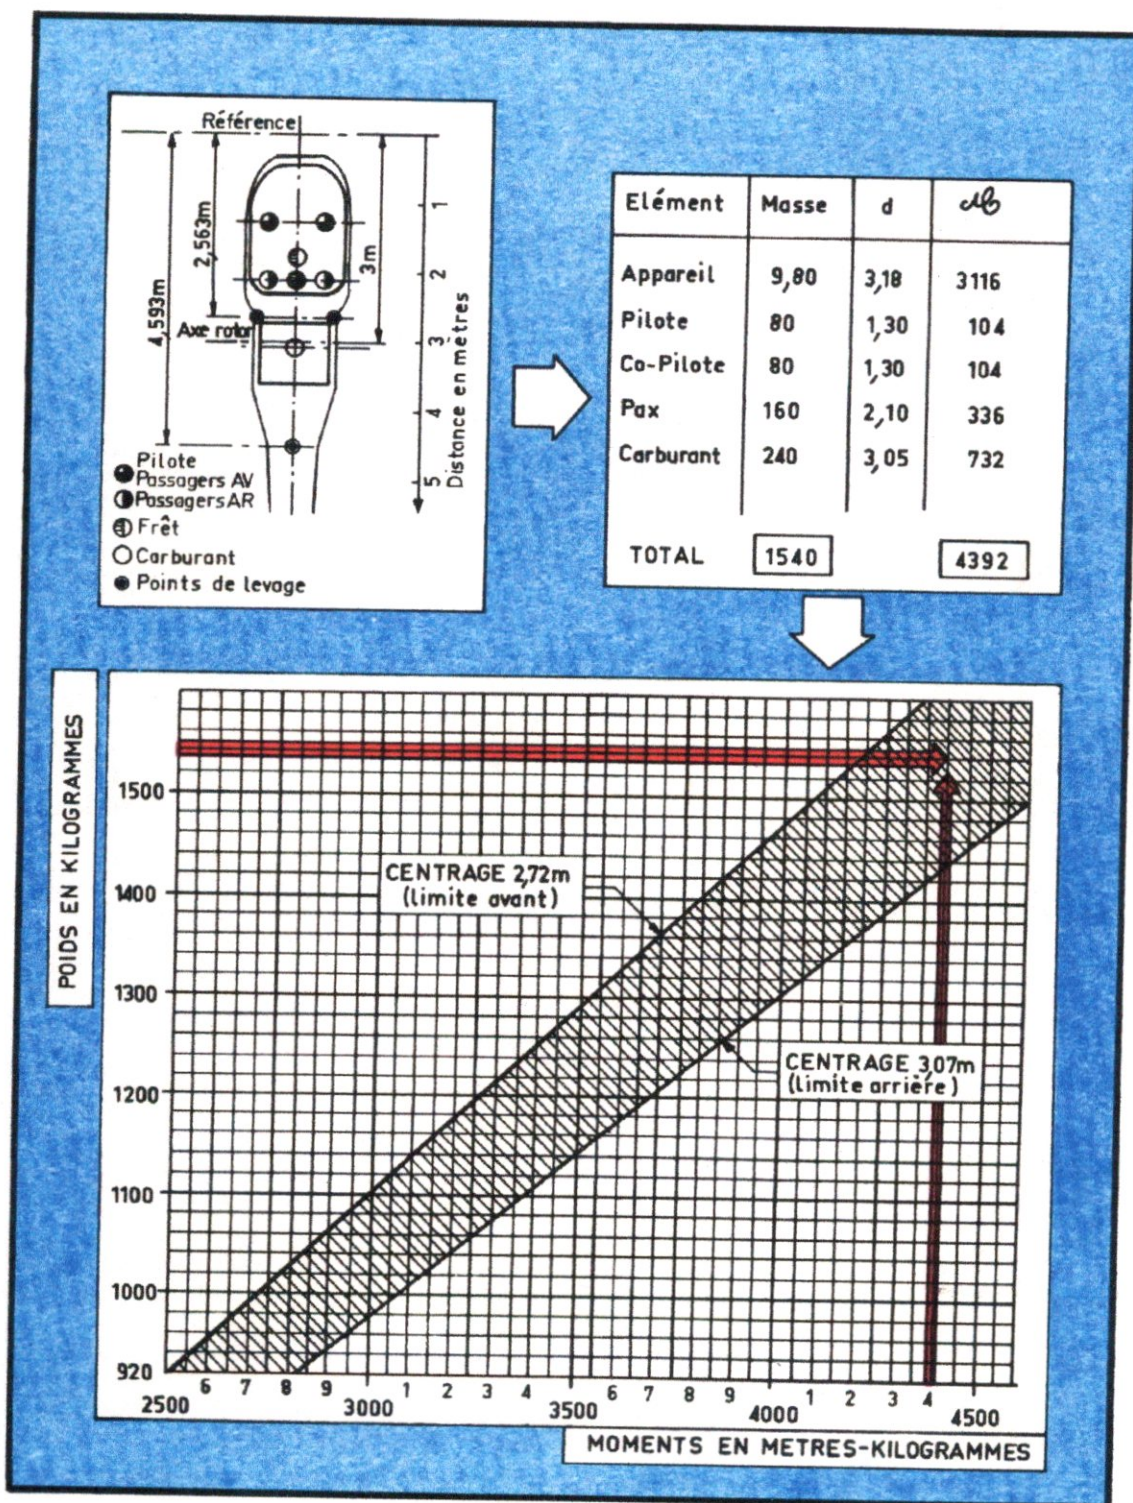 Référence
4,593m
2,563m
3m
1
2
3
4
5
Distance en mètres
Axe rotor
Pilote
Passagers AV
Passagers AR
Frêt
Carburant
Points de levage
Elément Masse d ℳ
Appareil 9,80 3,18 3116
Pilote 80 1,30 104
Co-Pilote 80 1,30 104
Pax 160 2,10 336
Carburant 240 3,05 732
TOTAL 1540 4392
POIDS EN KILOGRAMMES
1500
1400
1300
1200
1100
1000
920
CENTRAGE 2,72m
(limite avant)
CENTRAGE 3,07m
(limite arrière)
6 7 8 9 1 2 3 4 6 7 8 9 1 2 3 4
2500 3000 3500 4000 4500
MOMENTS EN METRES-KILOGRAMMES